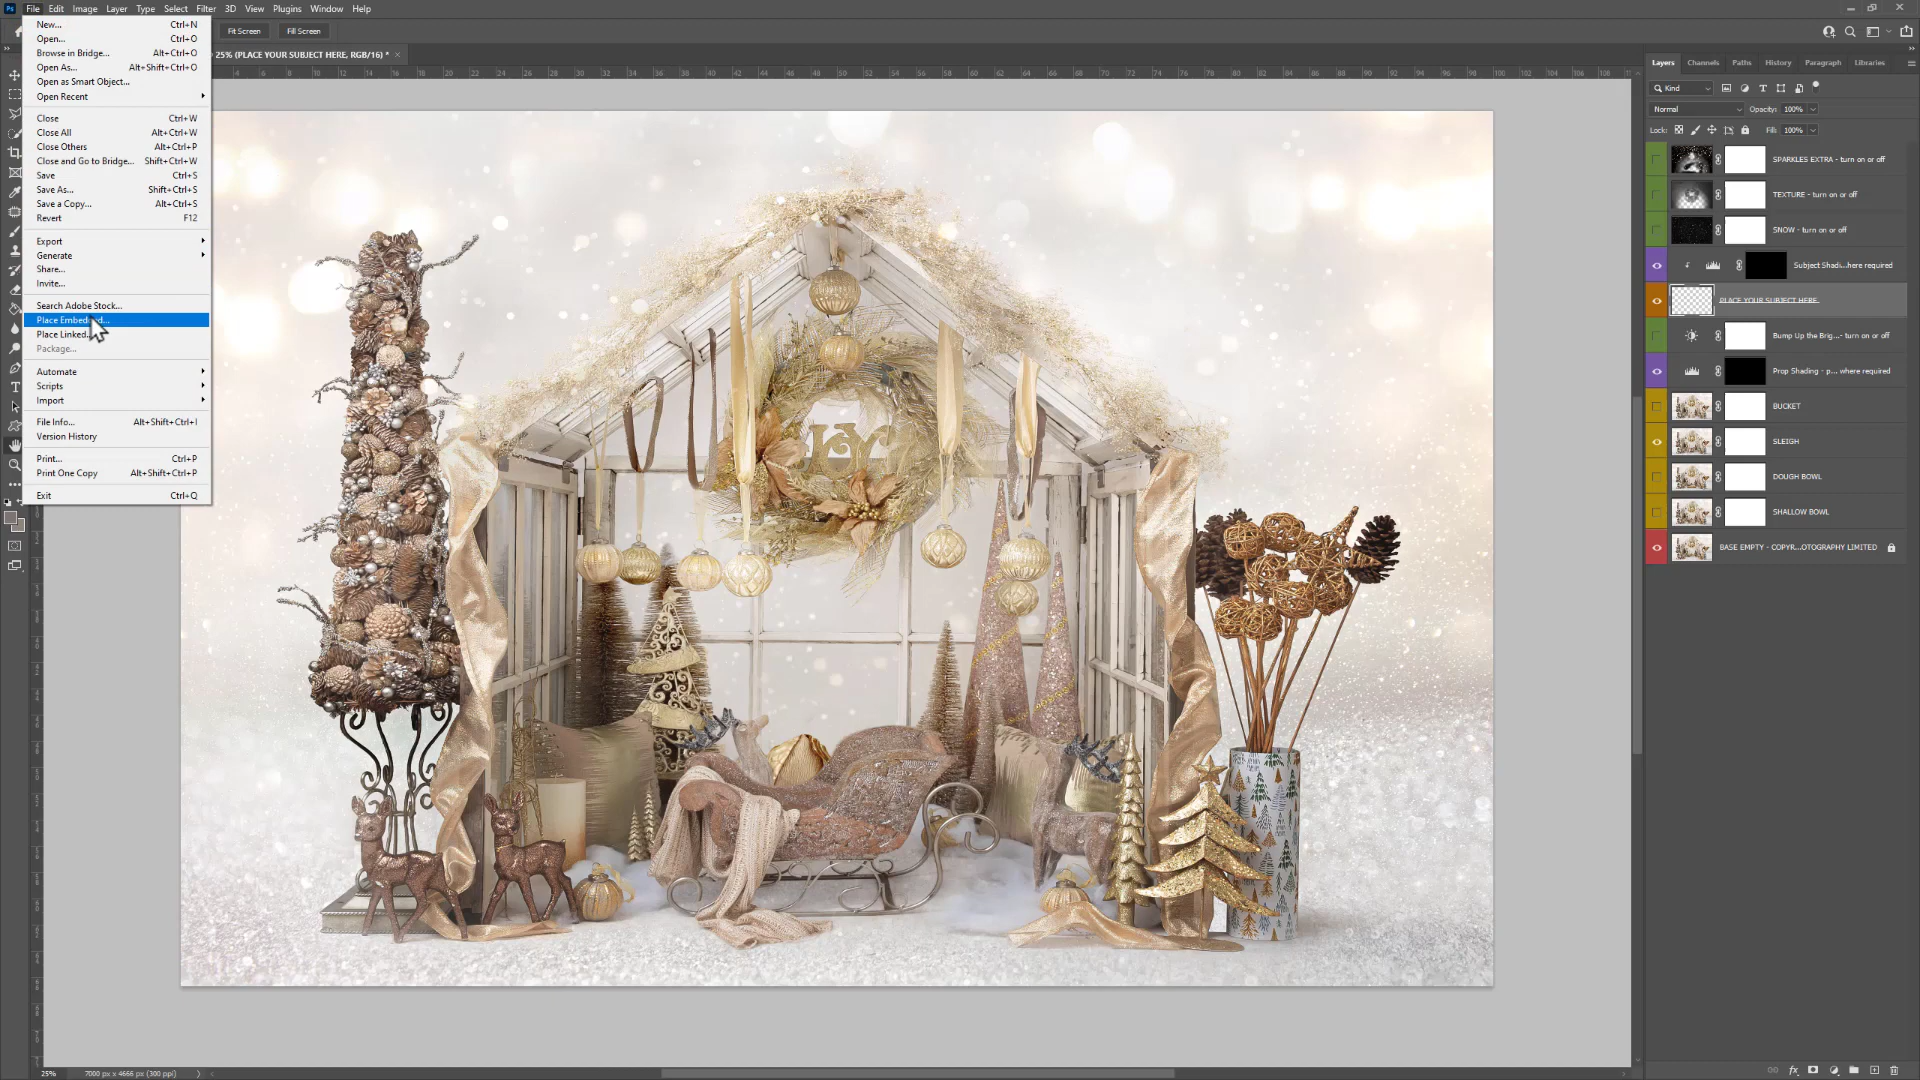 Ps File Edit Image Layer Type Select Filter 3D View Plugins Window Help
Fit Screen Fill Screen
25% (PLACE YOUR SUBJECT HERE, RGB/16) *
New... Ctrl+N
Open... Ctrl+O
Browse in Bridge... Alt+Ctrl+O
Open As... Alt+Shift+Ctrl+O
Open as Smart Object...
Open Recent
Close Ctrl+W
Close All Alt+Ctrl+W
Close Others Alt+Ctrl+P
Close and Go to Bridge... Shift+Ctrl+W
Save Ctrl+S
Save As... Shift+Ctrl+S
Save a Copy... Alt+Ctrl+S
Revert F12
Export
Generate
Share...
Invite...
Search Adobe Stock...
Place
Place Linked...
Package...
Automate
Scripts
Import
File Info... Alt+Shift+Ctrl+I
Version History
Print... Ctrl+P
Print One Copy Alt+Shift+Ctrl+P
Exit Ctrl+Q
JOY
Layers Channels Paths History Paragraph Libraries
Kind
Normal Opacity: 100%
Lock: Fill: 100%
SPARKLES EXTRA - turn on or off
TEXTURE - turn on or off
SNOW - turn on or off
Subject Shadi...here required
PLACE YOUR SUBJECT HERE
Bump Up the Brig...- turn on or off
Prop Shading - p... where required
BUCKET
SLEIGH
DOUGH BOWL
SHALLOW BOWL
BASE EMPTY - COPYR...OTOGRAPHY LIMITED
25% 7000 px x 4666 px (300 ppi)